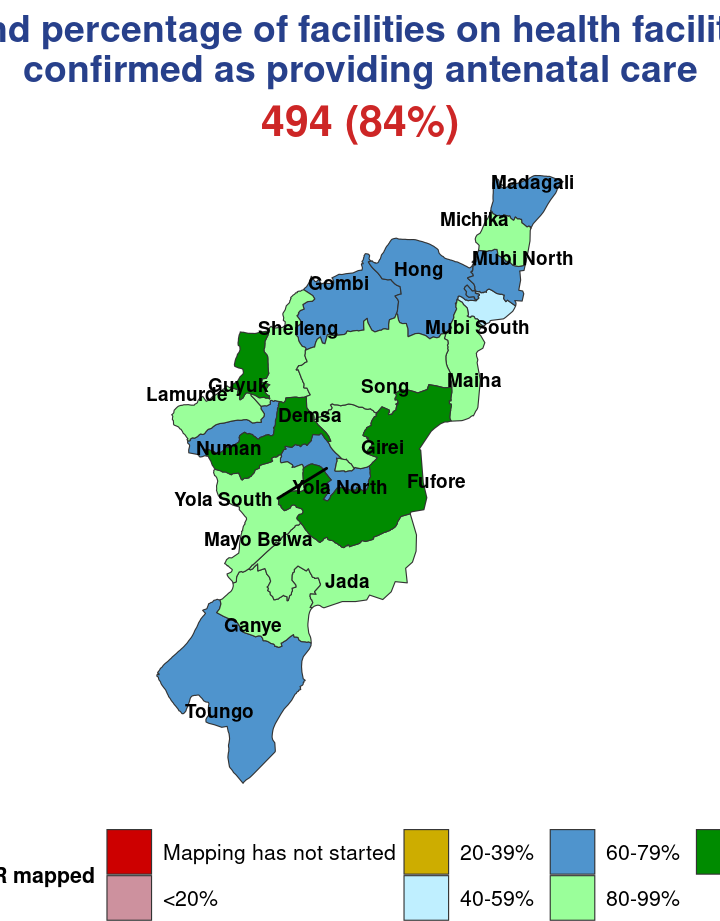 percentage of facilities on health
confirmed as providing antenatal care
494 (84%)
Madagali
Michika
Mubi North
Hong
Gombi
Shelleng
Mubi South
Guyuk
Song
Maiha
Lamurde
Demsa
Numan
Girei
Yola North
Fufore
Yola South
Mayo Belwa
Jada
Ganye
Toungo
mapped
Mapping has not started
20-39%
60-79%
<20%
40-59%
80-99%